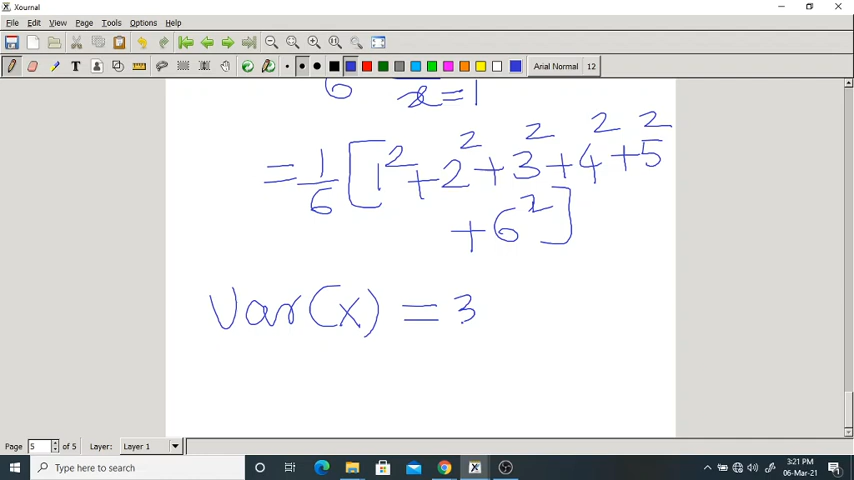 Xournal
File Edit View Page Tools Options Help
Arial Normal 12
6 x=1
= 1/6 [1² + 2² + 3² + 4² + 5²
+ 6²]
Var(x) = 3
Page 5 of 5 Layer: Layer 1
Type here to search
3:21 PM
06-Mar-21